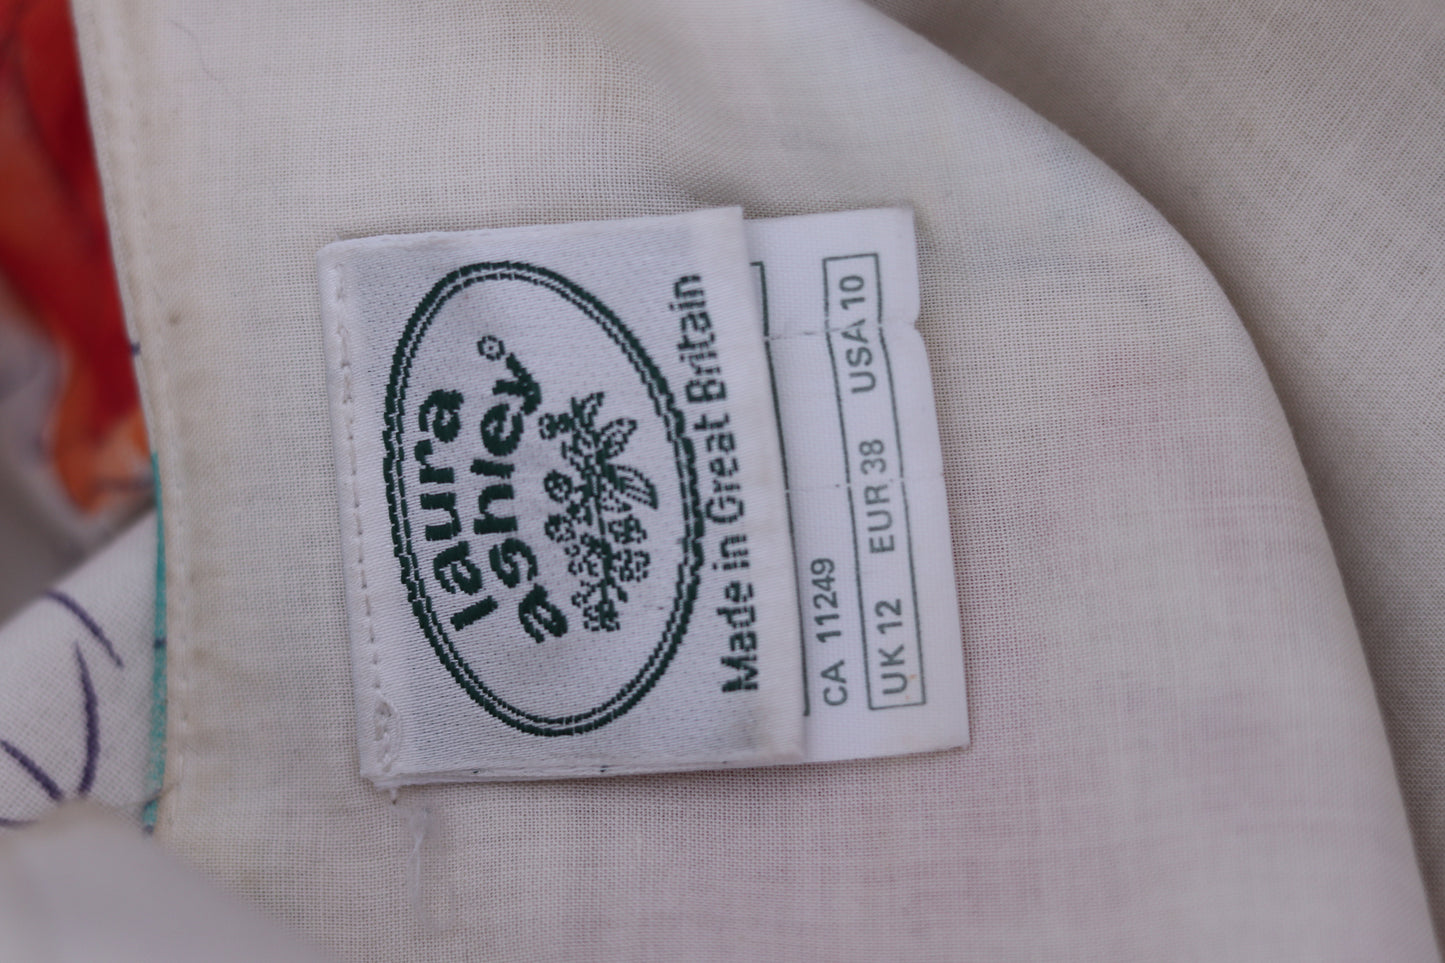 laura
ashley®
Made in Great Britain
CA 11249
UK 12 EUR 38 USA 10